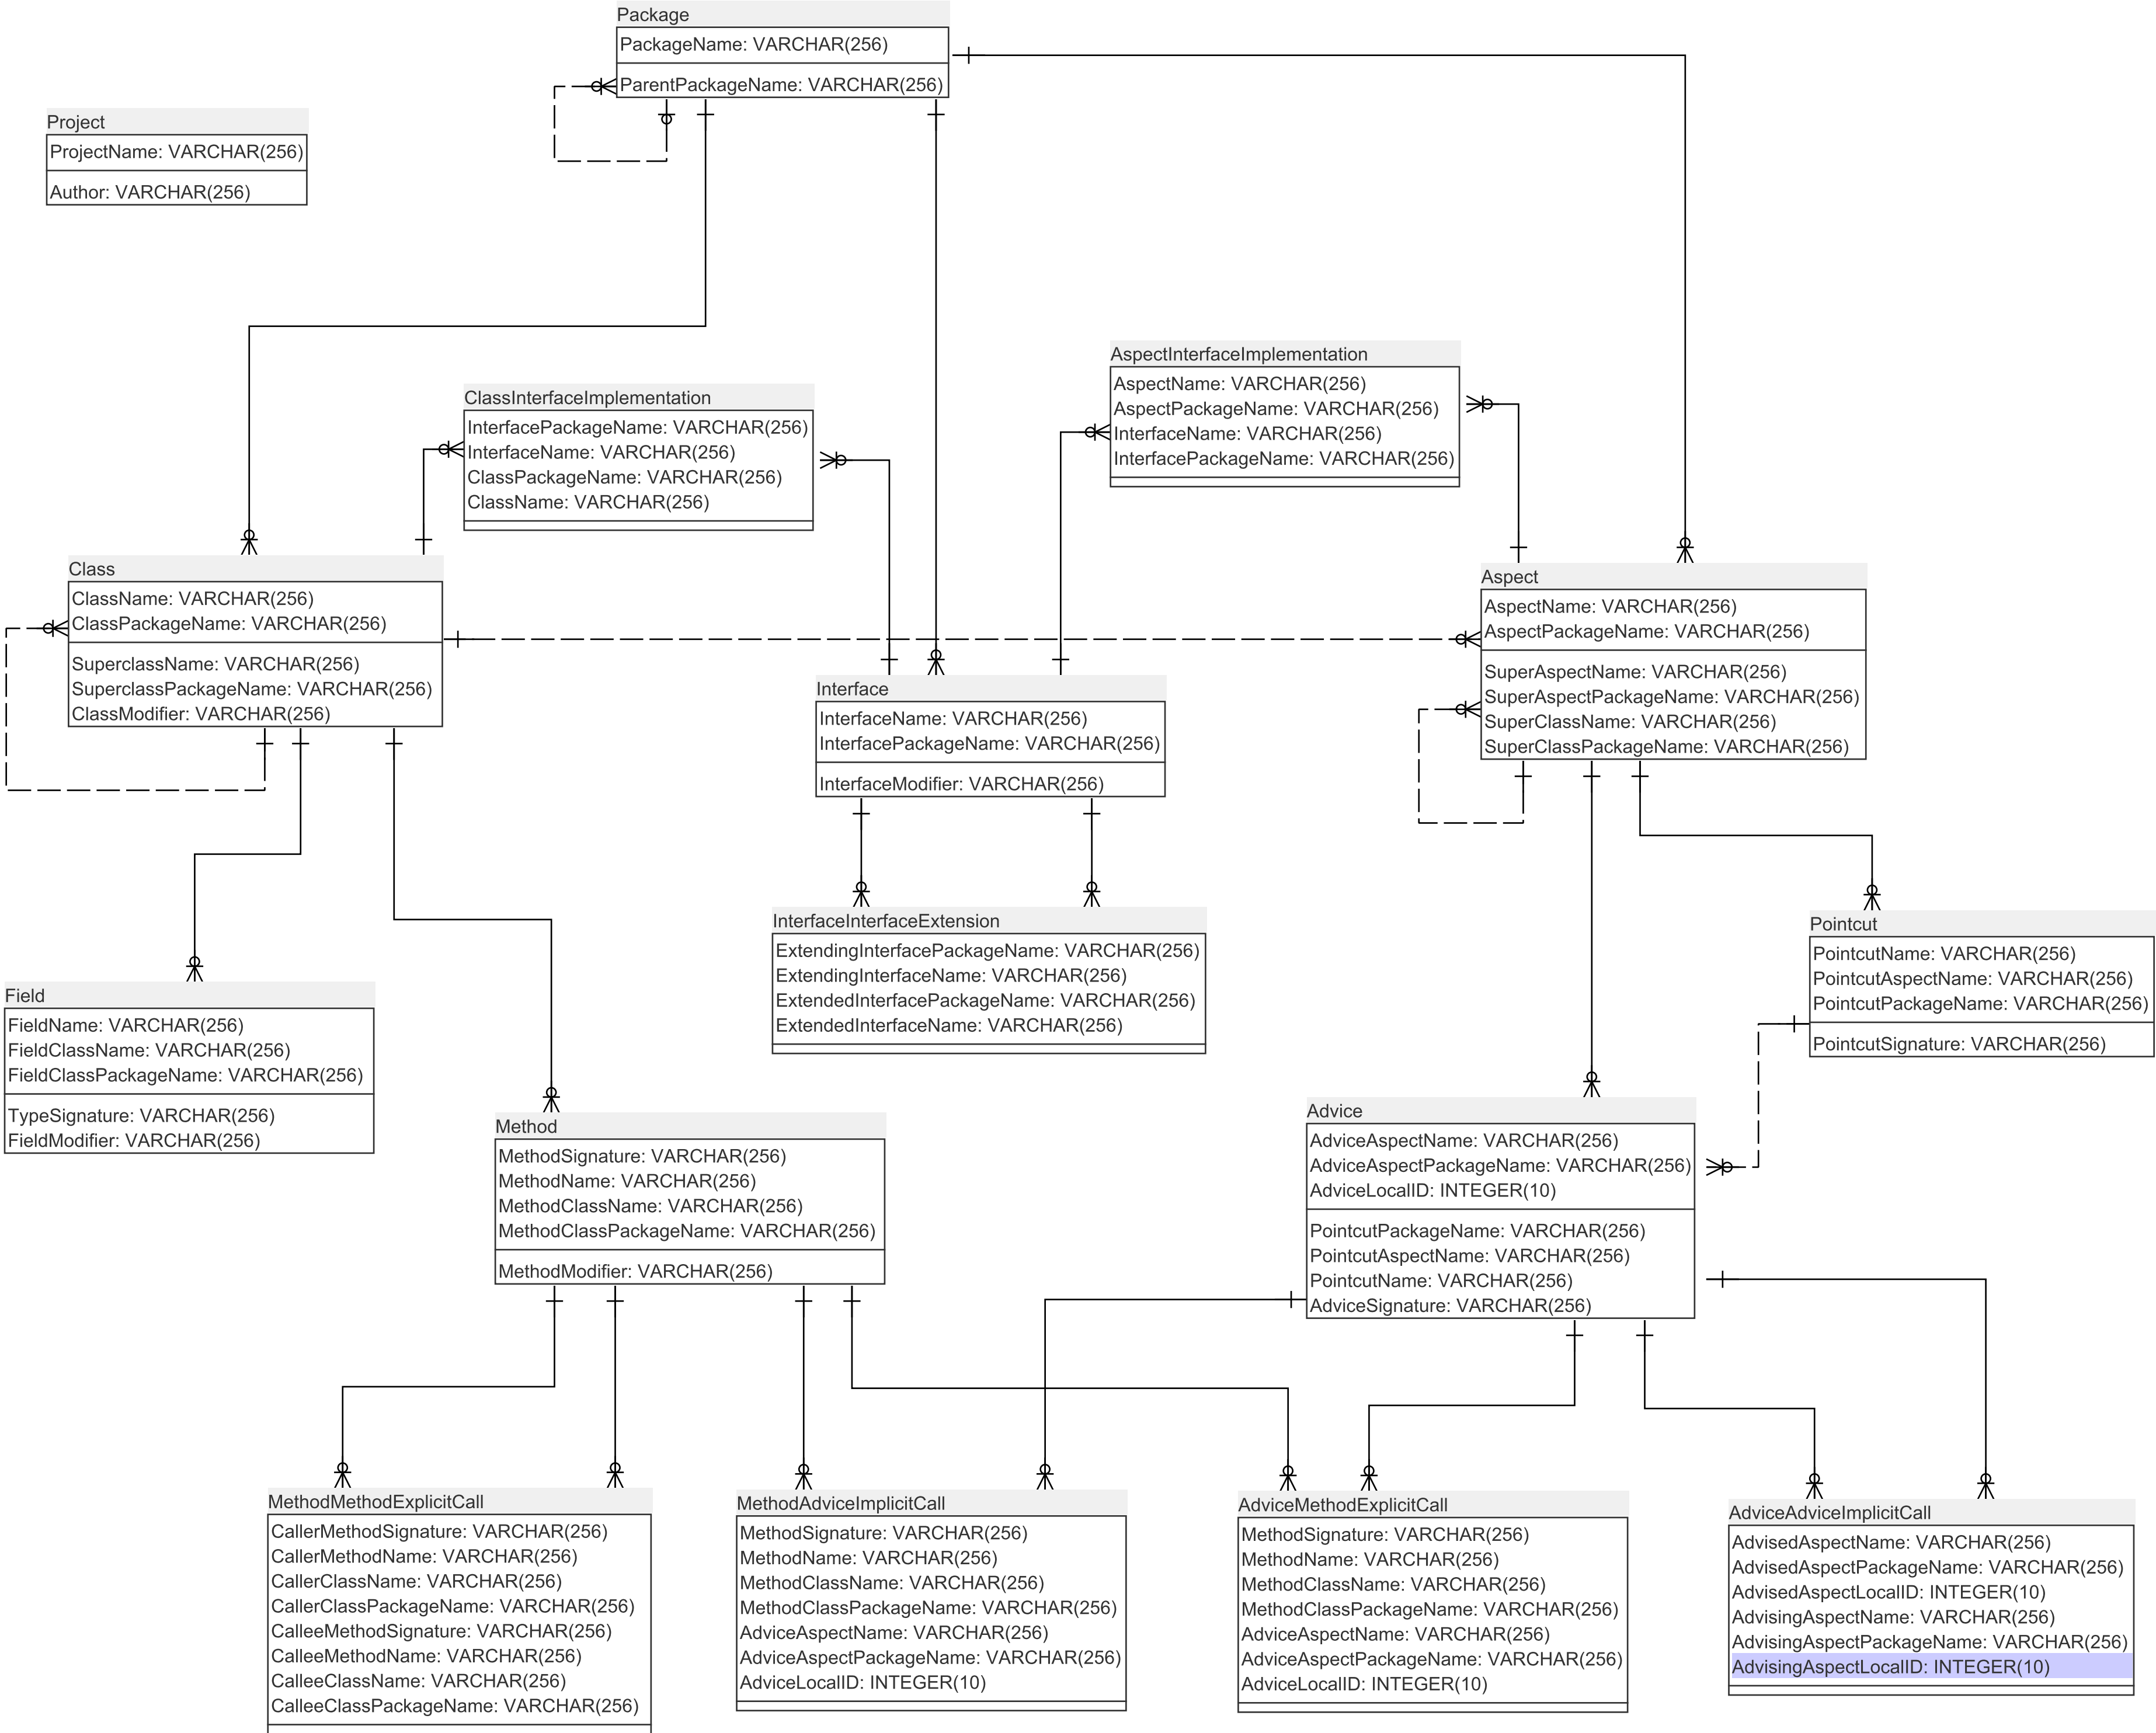 Package
PackageName: VARCHAR(256)
ParentPackageName: VARCHAR(256)
Project
ProjectName: VARCHAR(256)
Author: VARCHAR(256)
AspectInterfaceImplementation
AspectName: VARCHAR(256)
AspectPackageName: VARCHAR(256)
InterfaceName: VARCHAR(256)
InterfacePackageName: VARCHAR(256)
ClassInterfaceImplementation
InterfacePackageName: VARCHAR(256)
InterfaceName: VARCHAR(256)
ClassPackageName: VARCHAR(256)
ClassName: VARCHAR(256)
Class
ClassName: VARCHAR(256)
ClassPackageName: VARCHAR(256)
SuperclassName: VARCHAR(256)
SuperclassPackageName: VARCHAR(256)
ClassModifier: VARCHAR(256)
Aspect
AspectName: VARCHAR(256)
AspectPackageName: VARCHAR(256)
SuperAspectName: VARCHAR(256)
SuperAspectPackageName: VARCHAR(256)
SuperClassName: VARCHAR(256)
SuperClassPackageName: VARCHAR(256)
Interface
InterfaceName: VARCHAR(256)
InterfacePackageName: VARCHAR(256)
InterfaceModifier: VARCHAR(256)
InterfaceInterfaceExtension
ExtendingInterfacePackageName: VARCHAR(256)
ExtendingInterfaceName: VARCHAR(256)
ExtendedInterfacePackageName: VARCHAR(256)
ExtendedInterfaceName: VARCHAR(256)
Pointcut
PointcutName: VARCHAR(256)
PointcutAspectName: VARCHAR(256)
PointcutPackageName: VARCHAR(256)
PointcutSignature: VARCHAR(256)
Field
FieldName: VARCHAR(256)
FieldClassName: VARCHAR(256)
FieldClassPackageName: VARCHAR(256)
TypeSignature: VARCHAR(256)
FieldModifier: VARCHAR(256)
Method
MethodSignature: VARCHAR(256)
MethodName: VARCHAR(256)
MethodClassName: VARCHAR(256)
MethodClassPackageName: VARCHAR(256)
MethodModifier: VARCHAR(256)
Advice
AdviceAspectName: VARCHAR(256)
AdviceAspectPackageName: VARCHAR(256)
AdviceLocalID: INTEGER(10)
PointcutPackageName: VARCHAR(256)
PointcutAspectName: VARCHAR(256)
PointcutName: VARCHAR(256)
AdviceSignature: VARCHAR(256)
MethodMethodExplicitCall
CallerMethodSignature: VARCHAR(256)
CallerMethodName: VARCHAR(256)
CallerClassName: VARCHAR(256)
CallerClassPackageName: VARCHAR(256)
CalleeMethodSignature: VARCHAR(256)
CalleeMethodName: VARCHAR(256)
CalleeClassName: VARCHAR(256)
CalleeClassPackageName: VARCHAR(256)
MethodAdviceImplicitCall
MethodSignature: VARCHAR(256)
MethodName: VARCHAR(256)
MethodClassName: VARCHAR(256)
MethodClassPackageName: VARCHAR(256)
AdviceAspectName: VARCHAR(256)
AdviceAspectPackageName: VARCHAR(256)
AdviceLocalID: INTEGER(10)
AdviceMethodExplicitCall
MethodSignature: VARCHAR(256)
MethodName: VARCHAR(256)
MethodClassName: VARCHAR(256)
MethodClassPackageName: VARCHAR(256)
AdviceAspectName: VARCHAR(256)
AdviceAspectPackageName: VARCHAR(256)
AdviceLocalID: INTEGER(10)
AdviceAdviceImplicitCall
AdvisedAspectName: VARCHAR(256)
AdvisedAspectPackageName: VARCHAR(256)
AdvisedAspectLocalID: INTEGER(10)
AdvisingAspectName: VARCHAR(256)
AdvisingAspectPackageName: VARCHAR(256)
AdvisingAspectLocalID: INTEGER(10)